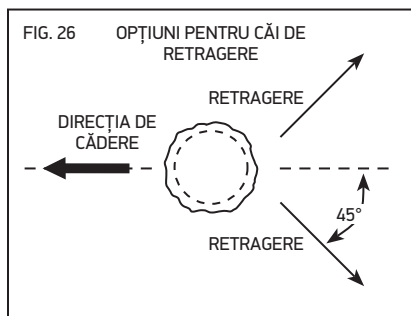 FIG. 26
OPȚIUNI PENTRU CĂI DE
RETRAGERE
RETRAGERE
DIRECȚIA DE
CĂDERE
45°
RETRAGERE